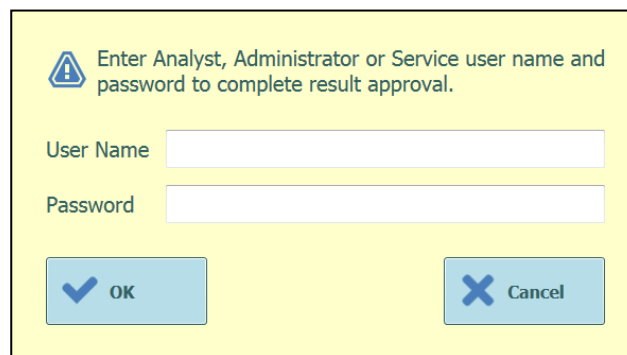 Enter Analyst, Administrator or Service user name and
password to complete result approval.
User Name
Password
OK
Cancel